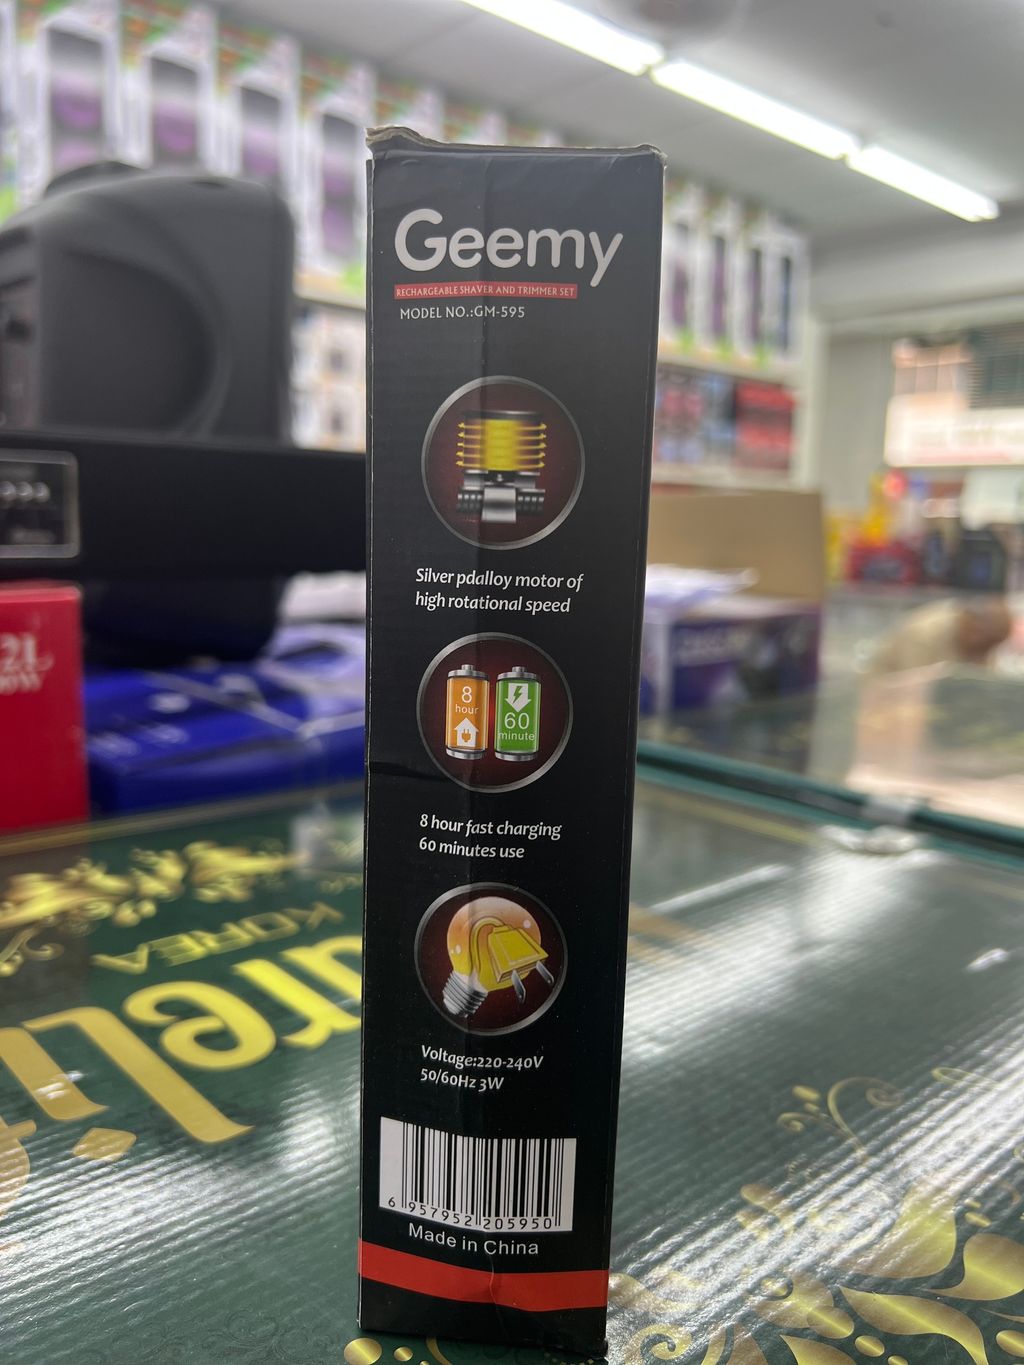 Geemy
RECHARGEABLE SHAVER AND TRIMMER SET
MODEL NO.:GM-595
Silver pdalloy motor of
high rotational speed
8
hour
60
minute
8 hour fast charging
60 minutes use
Voltage:220-240V
50/60Hz 3W
6 957952 205950
Made in China
2L
KOREA